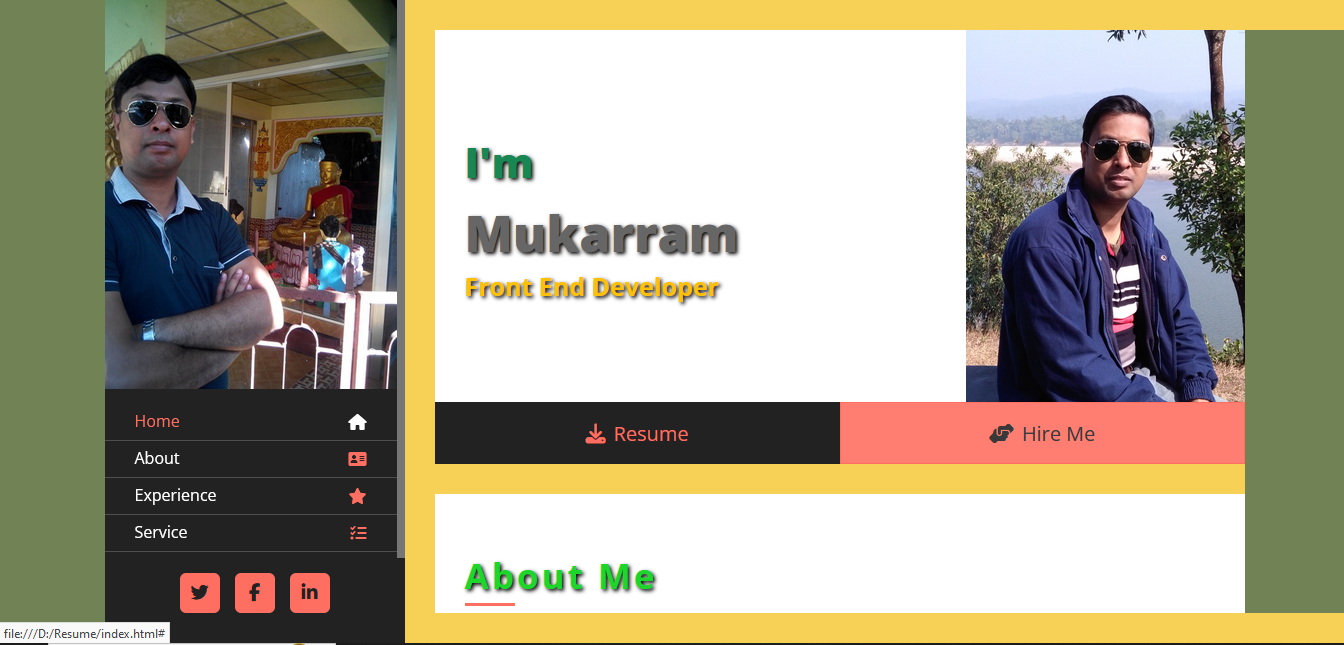 I'm
Mukarram
Front End Developer
Home
About
Experience
Service
Resume
Hire Me
About Me
file:///D:/Resume/index.html#